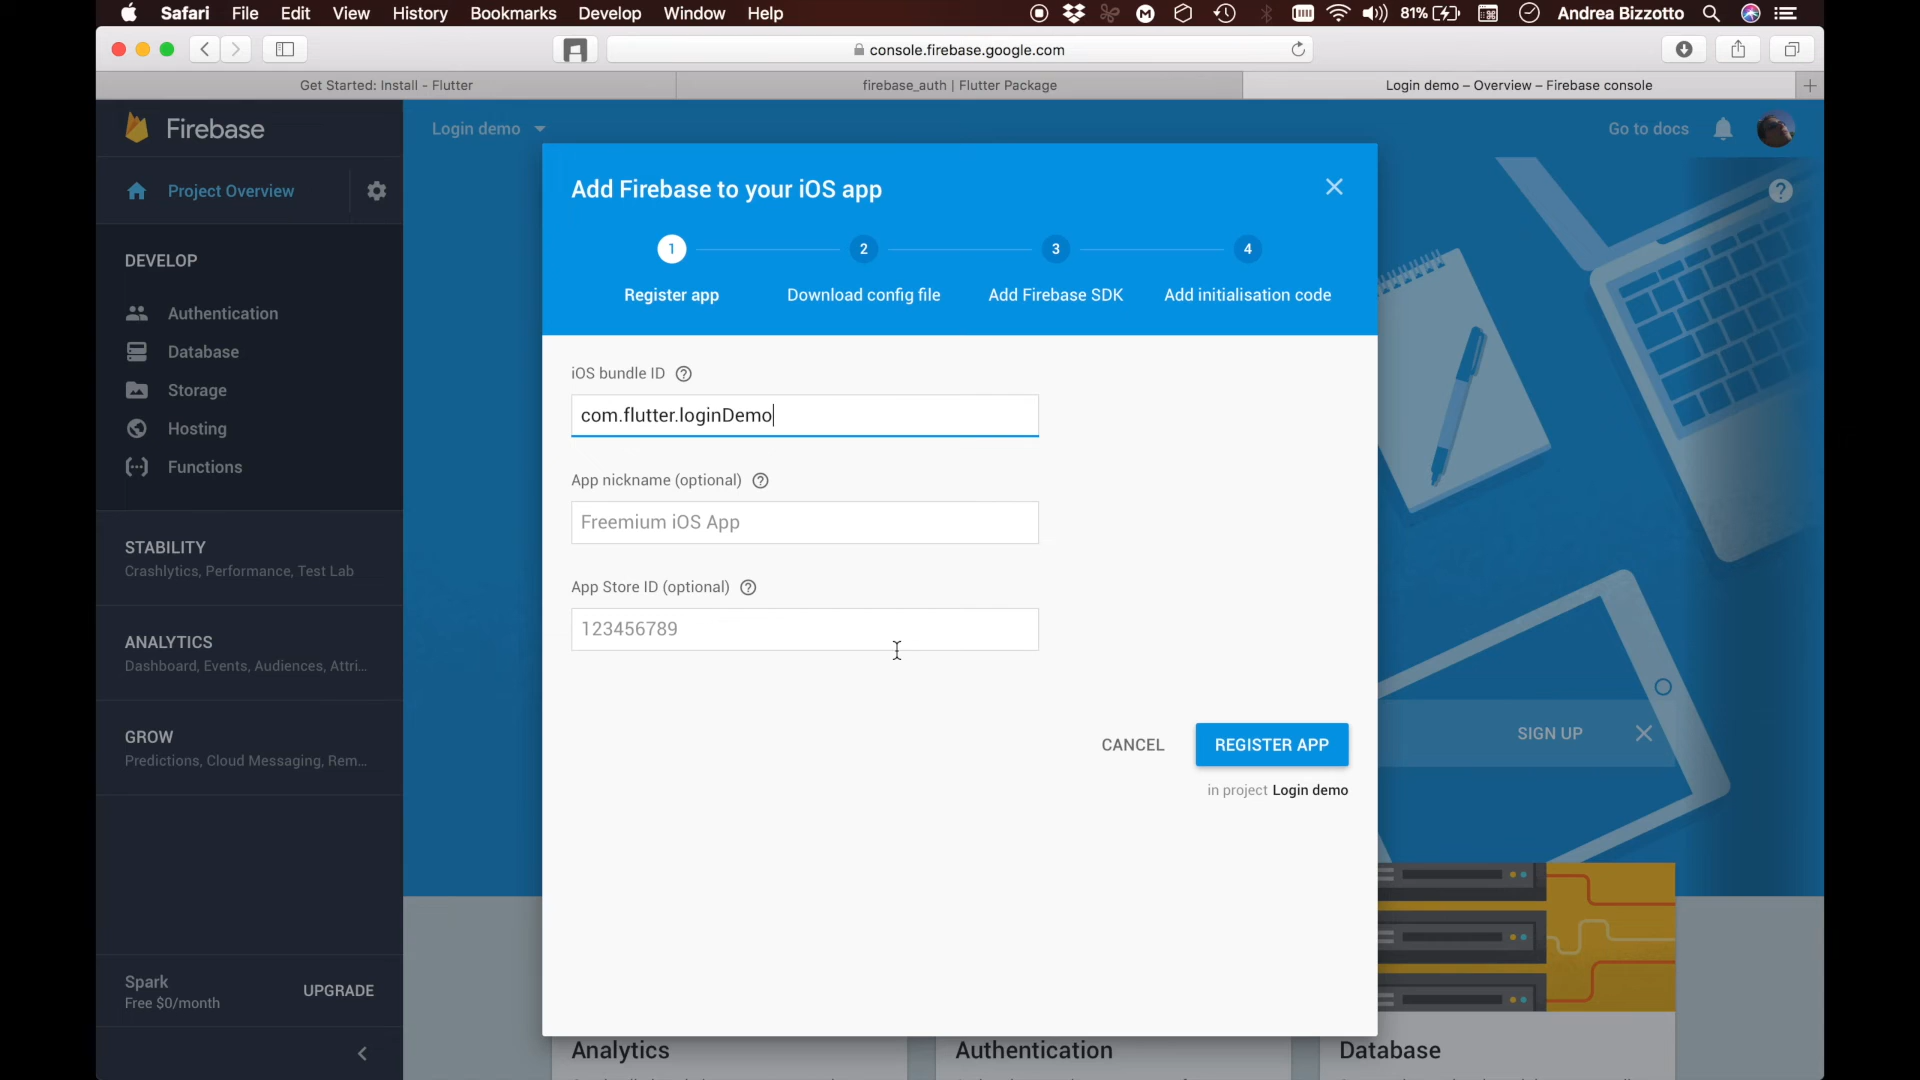 Safari File Edit View History Bookmarks Develop Window Help 81% Andrea Bizzotto
console.firebase.google.com
Get Started: Install - Flutter
firebase_auth | Flutter Package
Login demo – Overview – Firebase console
Firebase
Login demo
Go to docs
Project Overview
DEVELOP
Authentication
Database
Storage
Hosting
Functions
STABILITY
Crashlytics, Performance, Test Lab
ANALYTICS
Dashboard, Events, Audiences, Attri...
GROW
Predictions, Cloud Messaging, Rem...
Spark
Free $0/month
UPGRADE
Add Firebase to your iOS app
1 2 3 4
Register app Download config file Add Firebase SDK Add initialisation code
iOS bundle ID
com.flutter.loginDemo
App nickname (optional)
Freemium iOS App
App Store ID (optional)
123456789
CANCEL REGISTER APP
in project Login demo
SIGN UP
Analytics
Authentication
Database